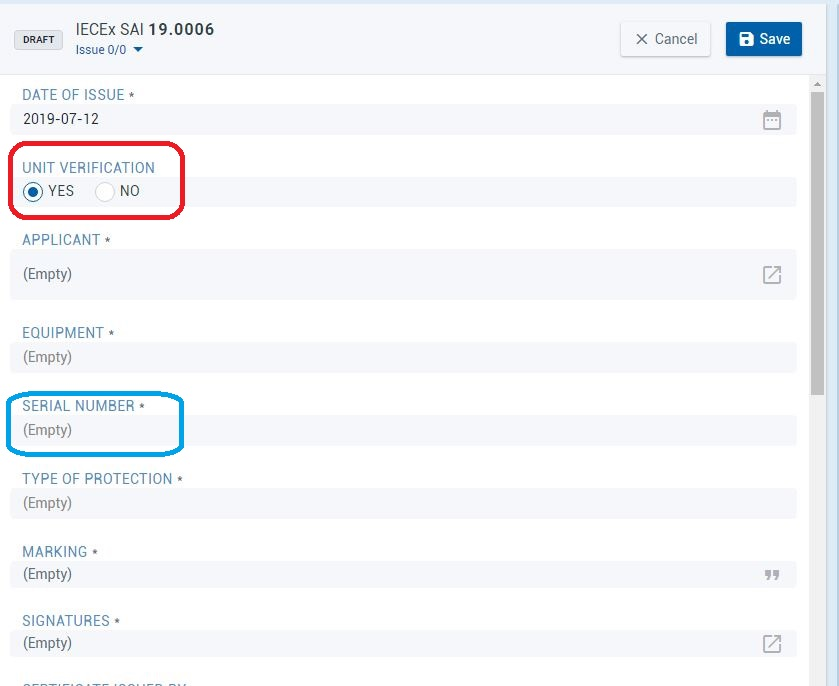 DRAFT
IECEx SAI 19.0006
Issue 0/0
Cancel
Save
DATE OF ISSUE *
2019-07-12
UNIT VERIFICATION
YES NO
APPLICANT *
(Empty)
EQUIPMENT *
(Empty)
SERIAL NUMBER *
(Empty)
TYPE OF PROTECTION *
(Empty)
MARKING *
(Empty)
SIGNATURES *
(Empty)